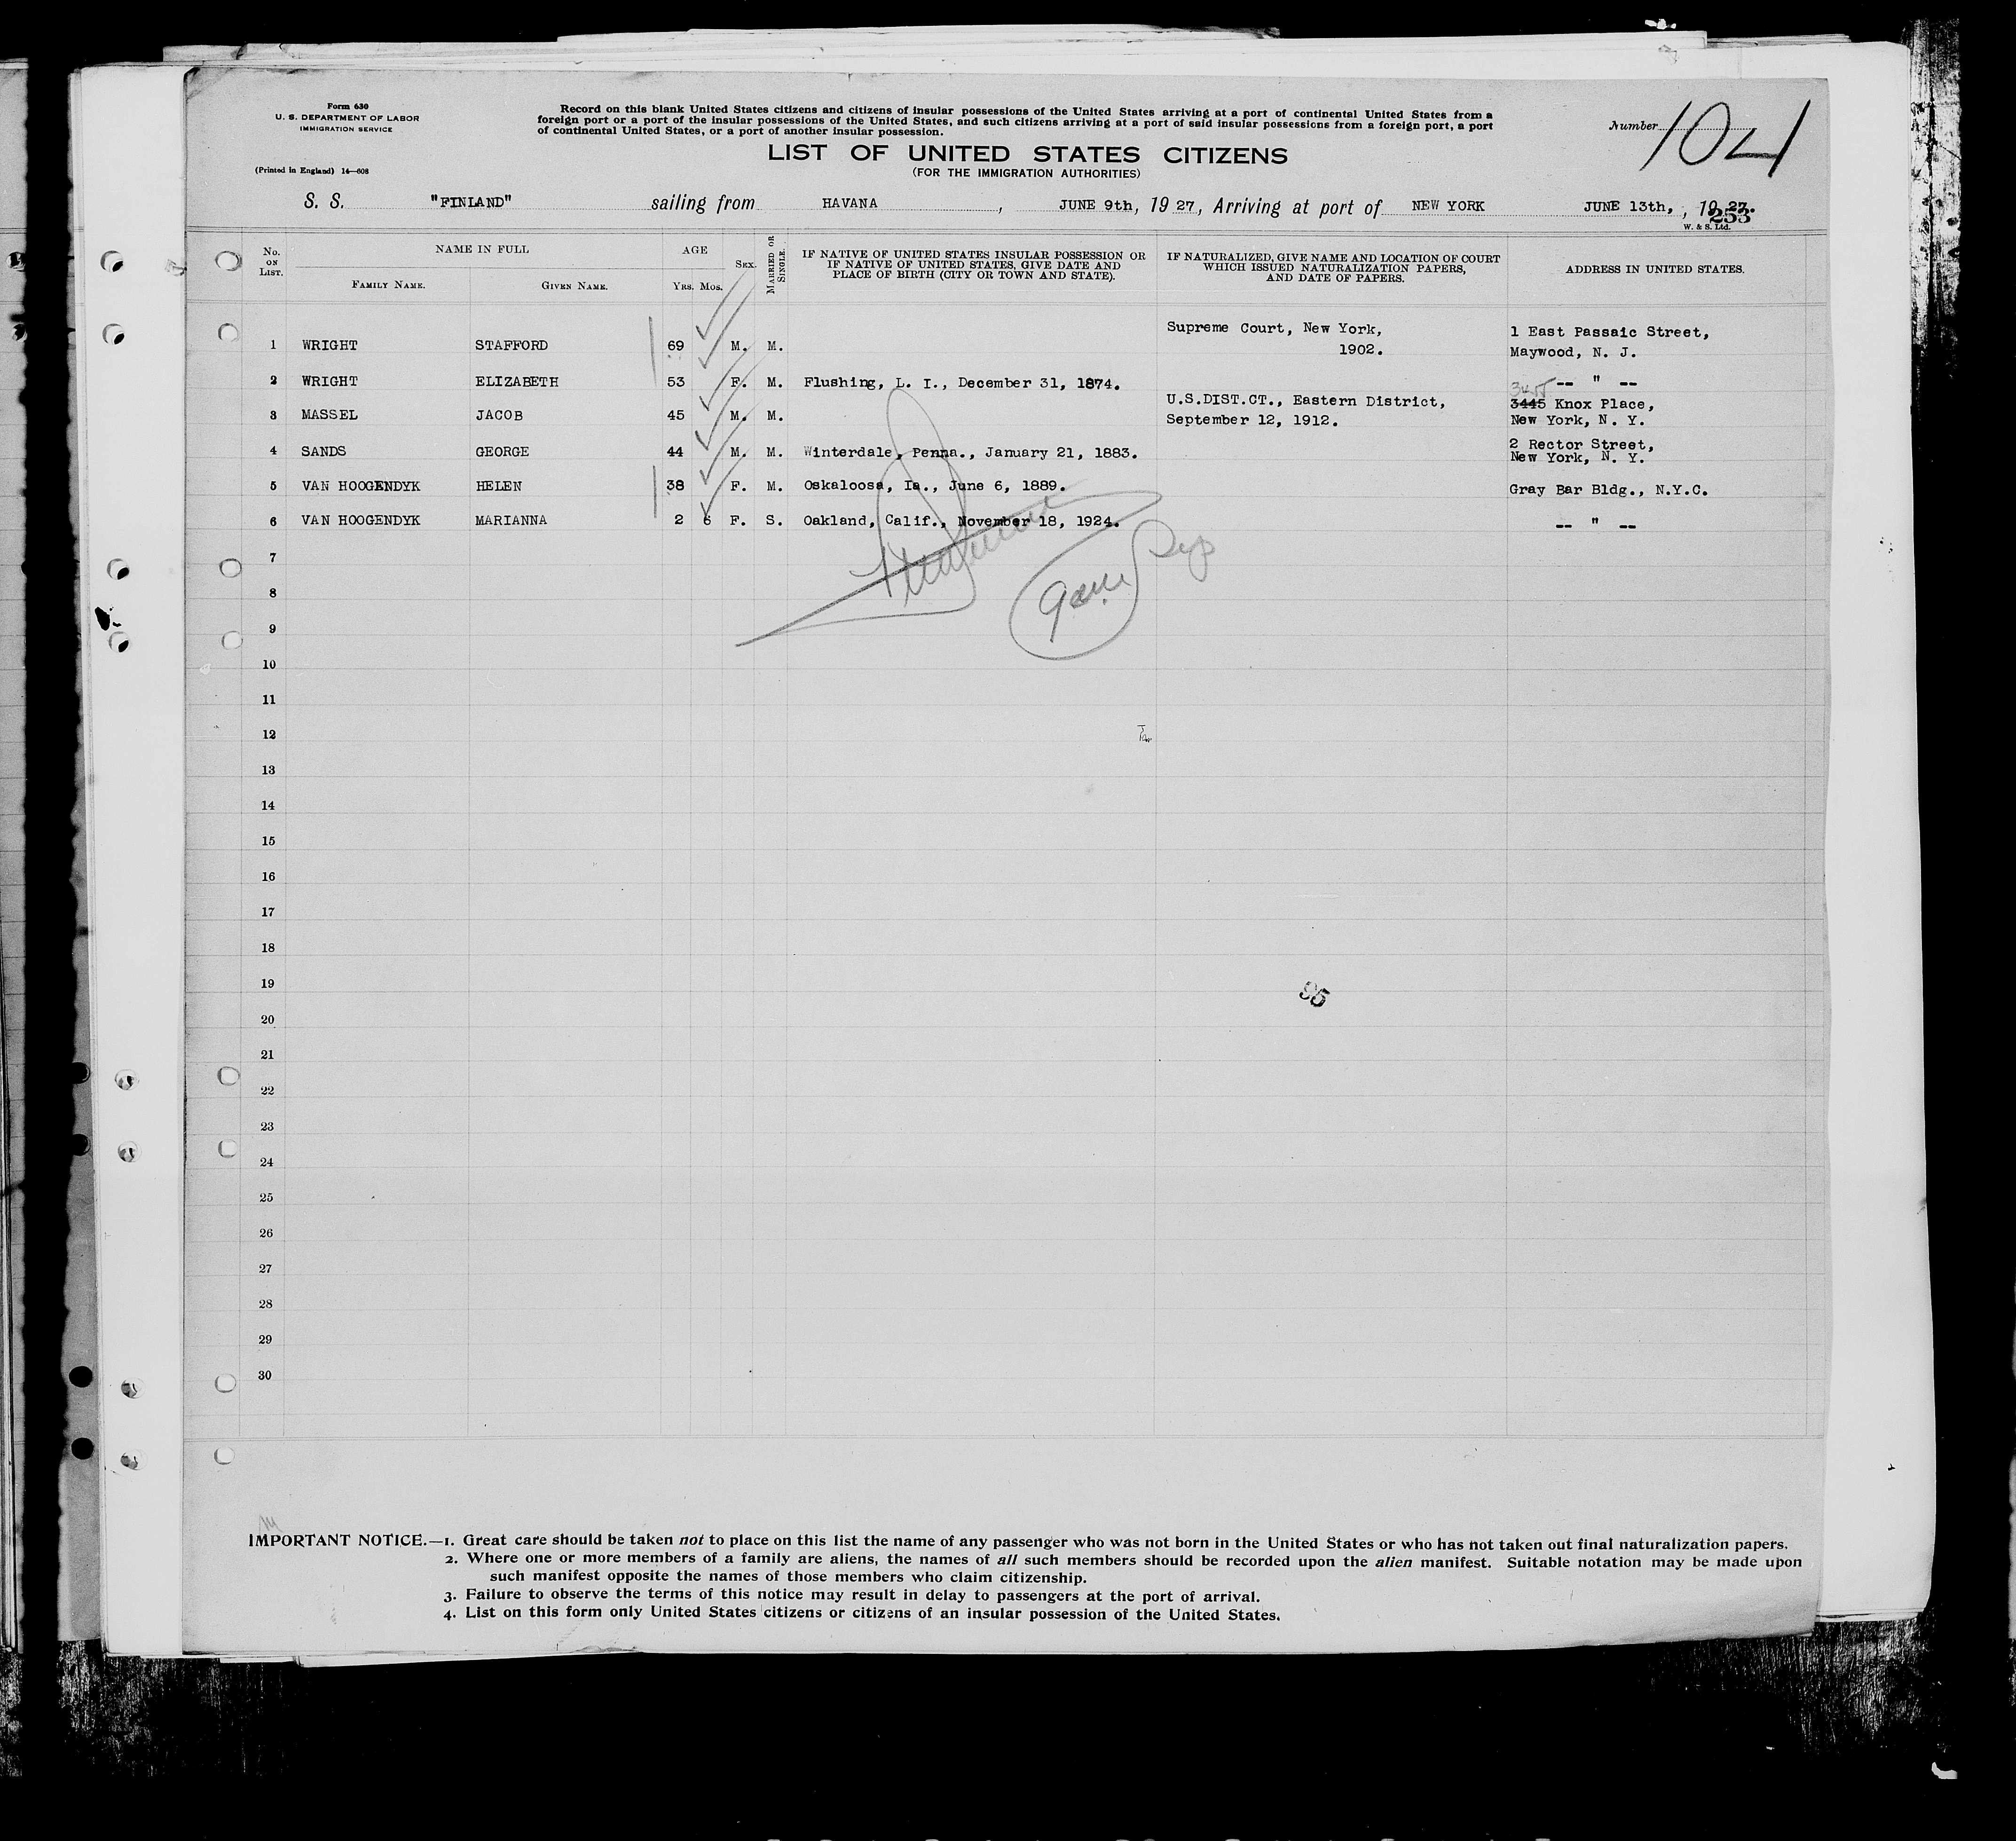 Form 630
U. S. DEPARTMENT OF LABOR
IMMIGRATION SERVICE
(Printed in England) 14—608
Record on this blank United States citizens and citizens of insular possessions of the United States arriving at a port of continental United States from a
foreign port or a port of the insular possessions of the United States, and such citizens arriving at a port of said insular possessions from a foreign port, a port
of continental United States, or a port of another insular possession.
Number 104
LIST OF UNITED STATES CITIZENS
(FOR THE IMMIGRATION AUTHORITIES)
S. S. "FINLAND" sailing from HAVANA, JUNE 9th, 1927, Arriving at port of NEW YORK JUNE 13th, , 1927.
253
W. & S. Ltd.
No. ON LIST. NAME IN FULL FAMILY NAME. GIVEN NAME. AGE YRS. MOS. SEX. MARRIED OR SINGLE. IF NATIVE OF UNITED STATES INSULAR POSSESSION OR IF NATIVE OF UNITED STATES, GIVE DATE AND PLACE OF BIRTH (CITY OR TOWN AND STATE). IF NATURALIZED, GIVE NAME AND LOCATION OF COURT WHICH ISSUED NATURALIZATION PAPERS, AND DATE OF PAPERS. ADDRESS IN UNITED STATES.
1 WRIGHT STAFFORD 69 M. M. Supreme Court, New York, 1902. 1 East Passaic Street, Maywood, N. J.
2 WRIGHT ELIZABETH 53 F. M. Flushing, L. I., December 31, 1874. -- " --
3 MASSEL JACOB 45 M. M. U.S.DIST.CT., Eastern District, September 12, 1912. 3445 Knox Place, New York, N. Y.
4 SANDS GEORGE 44 M. M. Winterdale, Penna., January 21, 1883. 2 Rector Street, New York, N. Y.
5 VAN HOOGENDYK HELEN 38 F. M. Oskaloosa, Ia., June 6, 1889. Gray Bar Bldg., N.Y.C.
6 VAN HOOGENDYK MARIANNA 2 6 F. S. Oakland, Calif., November 18, 1924. -- " --
7
8
9
10
11
12
13
14
15
16
17
18
19
95
20
21
22
23
24
25
26
27
28
29
30
IMPORTANT NOTICE.—1. Great care should be taken not to place on this list the name of any passenger who was not born in the United States or who has not taken out final naturalization papers.
2. Where one or more members of a family are aliens, the names of all such members should be recorded upon the alien manifest. Suitable notation may be made upon
such manifest opposite the names of those members who claim citizenship.
3. Failure to observe the terms of this notice may result in delay to passengers at the port of arrival.
4. List on this form only United States citizens or citizens of an insular possession of the United States.